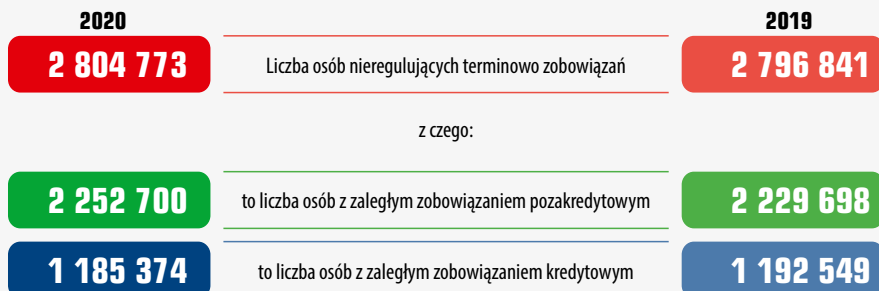 2020 2019
2 804 773 Liczba osób nieregulujących terminowo zobowiązań 2 796 841
z czego:
2 252 700 to liczba osób z zaległym zobowiązaniem pozakredytowym 2 229 698
1 185 374 to liczba osób z zaległym zobowiązaniem kredytowym 1 192 549